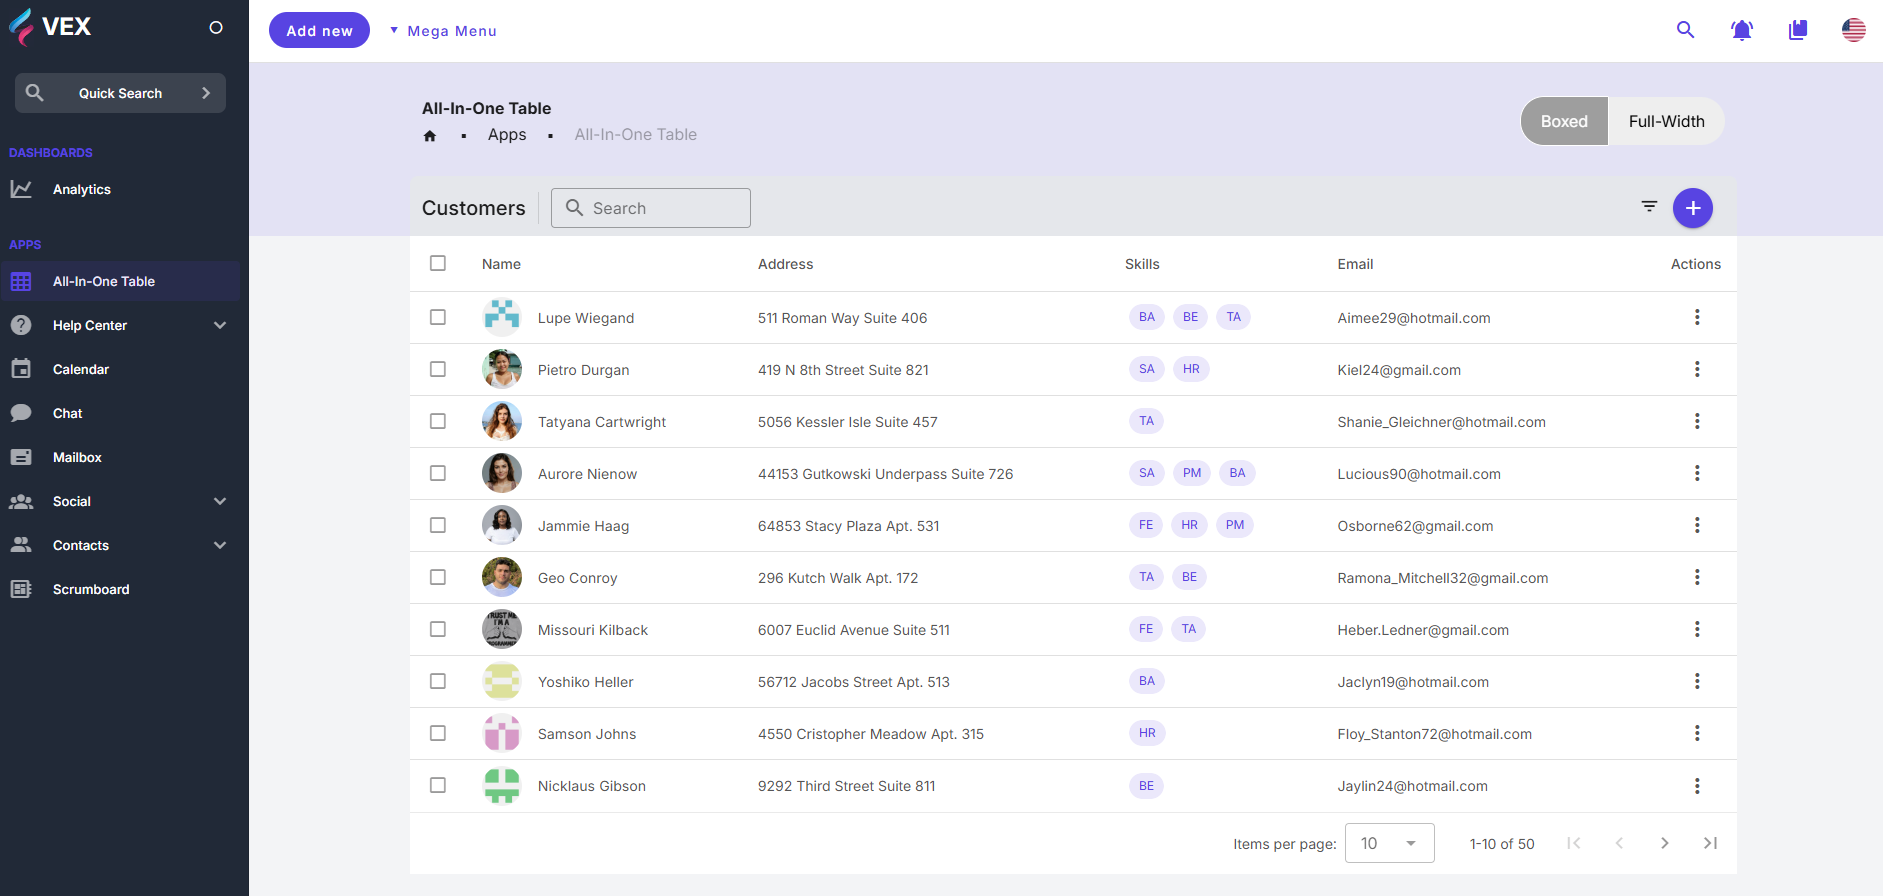 VEX
Add new
Mega Menu
Quick Search
DASHBOARDS
Analytics
APPS
All-In-One Table
Help Center
Calendar
Chat
Mailbox
Social
Contacts
Scrumboard
All-In-One Table
Apps All-In-One Table
Boxed Full-Width
Customers Search
Name Address Skills Email Actions
Lupe Wiegand 511 Roman Way Suite 406 BA BE TA Aimee29@hotmail.com
Pietro Durgan 419 N 8th Street Suite 821 SA HR Kiel24@gmail.com
Tatyana Cartwright 5056 Kessler Isle Suite 457 TA Shanie_Gleichner@hotmail.com
Aurore Nienow 44153 Gutkowski Underpass Suite 726 SA PM BA Lucious90@hotmail.com
Jammie Haag 64853 Stacy Plaza Apt. 531 FE HR PM Osborne62@gmail.com
Geo Conroy 296 Kutch Walk Apt. 172 TA BE Ramona_Mitchell32@gmail.com
TRUST ME
I'M A
PROGRAMMER
Missouri Kilback 6007 Euclid Avenue Suite 511 FE TA Heber.Ledner@gmail.com
Yoshiko Heller 56712 Jacobs Street Apt. 513 BA Jaclyn19@hotmail.com
Samson Johns 4550 Cristopher Meadow Apt. 315 HR Floy_Stanton72@hotmail.com
Nicklaus Gibson 9292 Third Street Suite 811 BE Jaylin24@hotmail.com
Items per page: 10 1-10 of 50